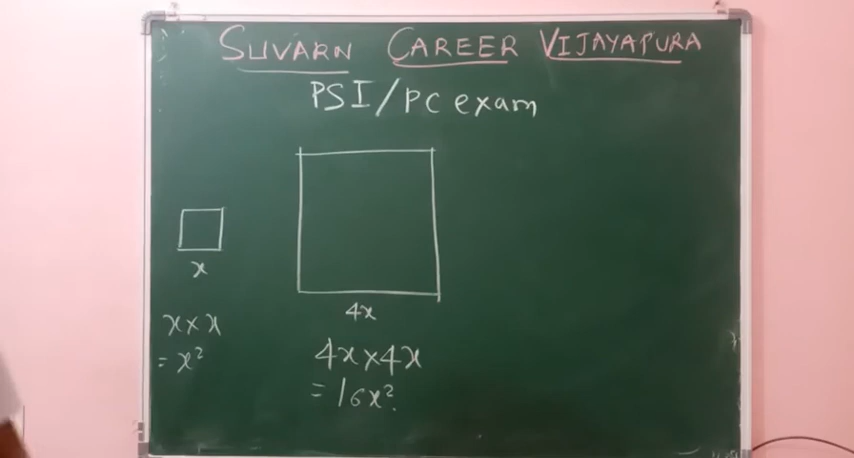 SUVARN CAREER VIJAYAPURA
PSI/PC exam
x
4x
x×x
= x²
4x×4x
= 16x²